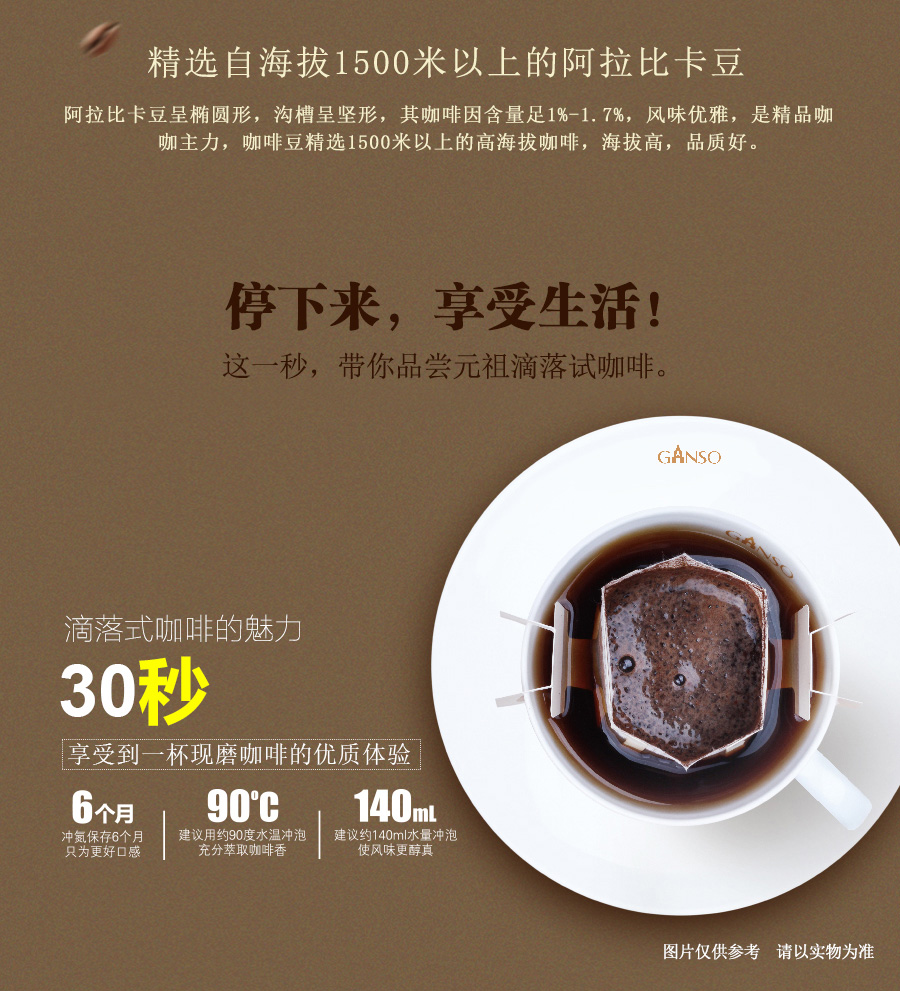 精选自海拔1500米以上的阿拉比卡豆
阿拉比卡豆呈椭圆形，沟槽呈坚形，其咖啡因含量足1%-1.7%，风味优雅，是精品咖
咖主力，咖啡豆精选1500米以上的高海拔咖啡，海拔高，品质好。
停下来，享受生活！
这一秒，带你品尝元祖滴落试咖啡。
GANSO
GANSO
滴落式咖啡的魅力
30秒
享受到一杯现磨咖啡的优质体验
6个月 90℃ 140mL
冲氮保存6个月 建议用约90度水温冲泡 建议约140ml水量冲泡
只为更好口感 充分萃取咖啡香 使风味更醇真
图片仅供参考 请以实物为准